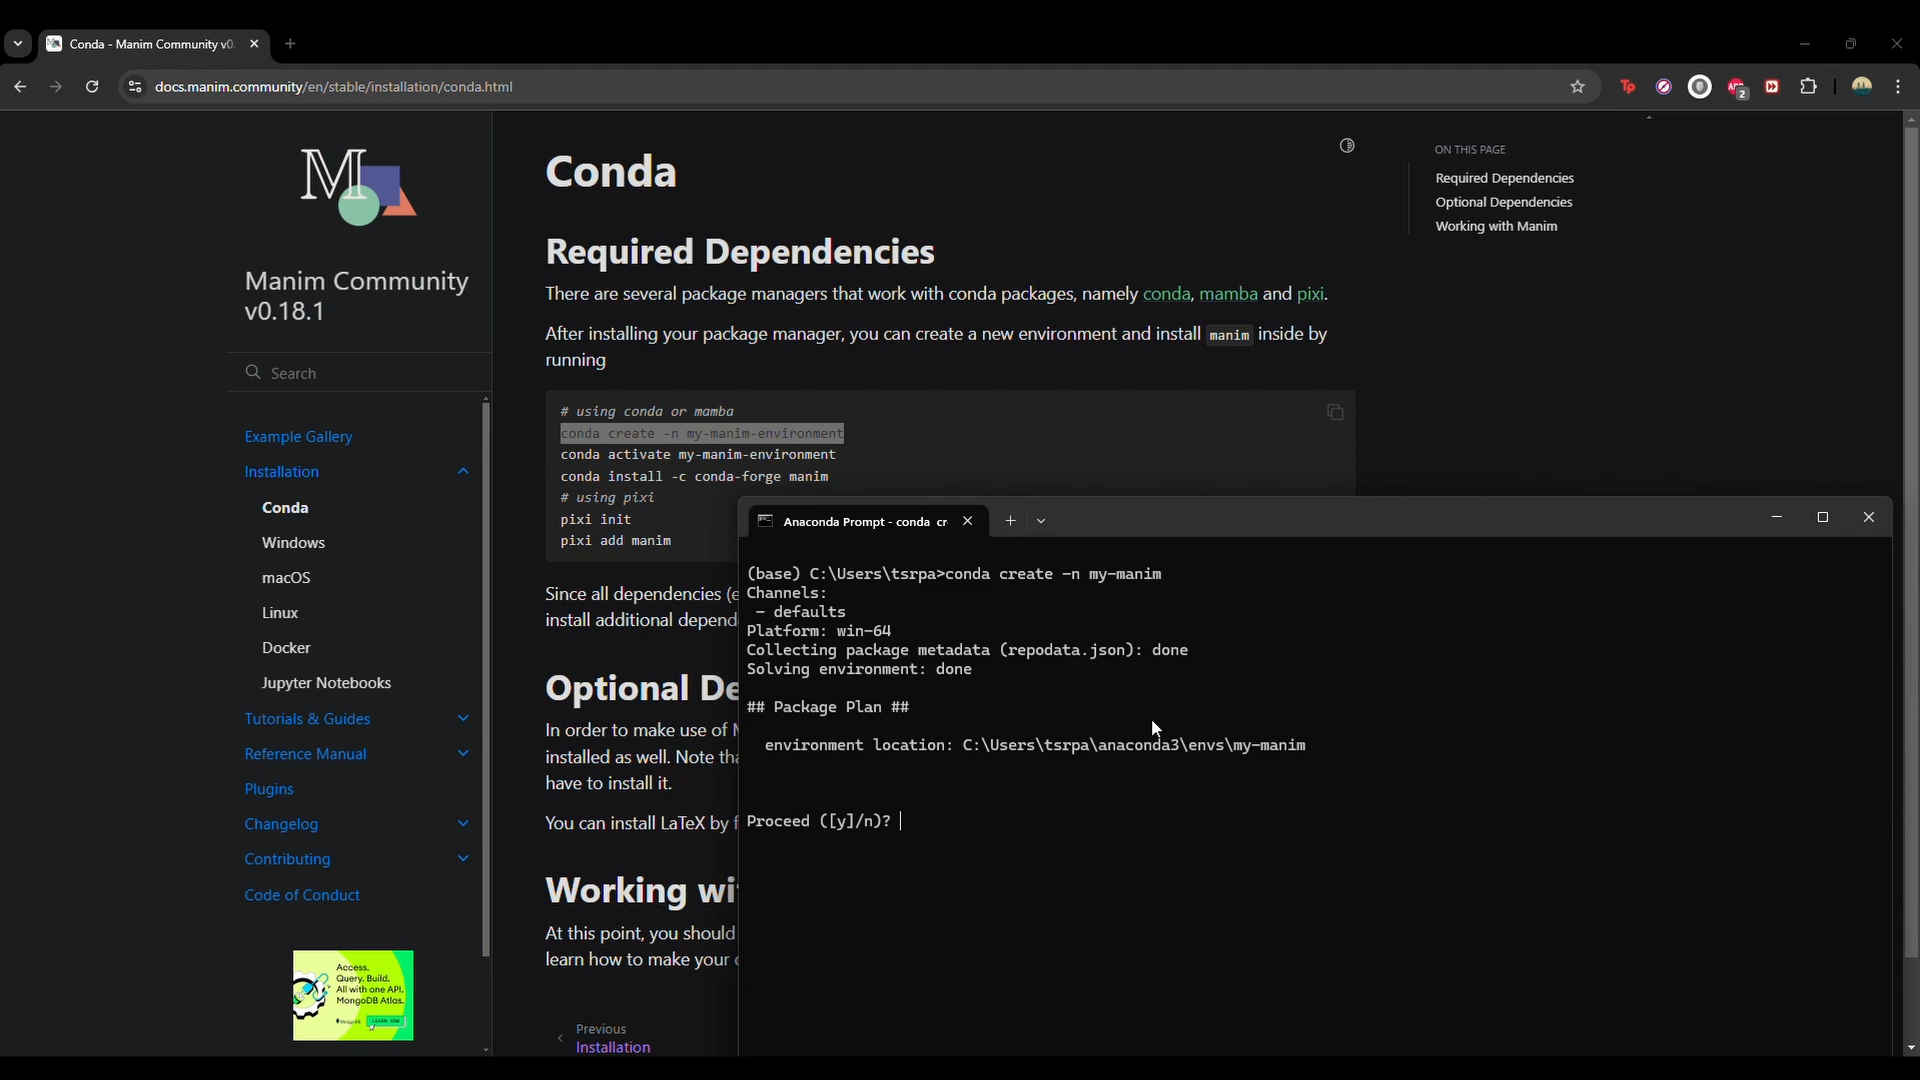 Conda - Manim Community v0.
docs.manim.community/en/stable/installation/conda.html
Tp
ABP
2
M
Manim Community
v0.18.1
Search
Example Gallery
Installation
Conda
Windows
macOS
Linux
Docker
Jupyter Notebooks
Tutorials & Guides
Reference Manual
Plugins
Changelog
Contributing
Code of Conduct
Access.
Query. Build.
All with one API.
MongoDB Atlas.
MongoDB
LEARN NOW
Conda
Required Dependencies
There are several package managers that work with conda packages, namely conda, mamba and pixi.
After installing your package manager, you can create a new environment and install manim inside by
running
# using conda or mamba
conda create -n my-manim-environment
conda activate my-manim-environment
conda install -c conda-forge manim
# using pixi
pixi init
pixi add manim
Since all dependencies (e
install additional depend
Optional De
In order to make use of M
installed as well. Note tha
have to install it.
You can install LaTeX by f
Working wi
At this point, you should
learn how to make your
Previous
Installation
ON THIS PAGE
Required Dependencies
Optional Dependencies
Working with Manim
Anaconda Prompt - conda cr
(base) C:\Users\tsrpa>conda create -n my-manim
Channels:
- defaults
Platform: win-64
Collecting package metadata (repodata.json): done
Solving environment: done
## Package Plan ##
environment location: C:\Users\tsrpa\anaconda3\envs\my-manim
Proceed ([y]/n)?